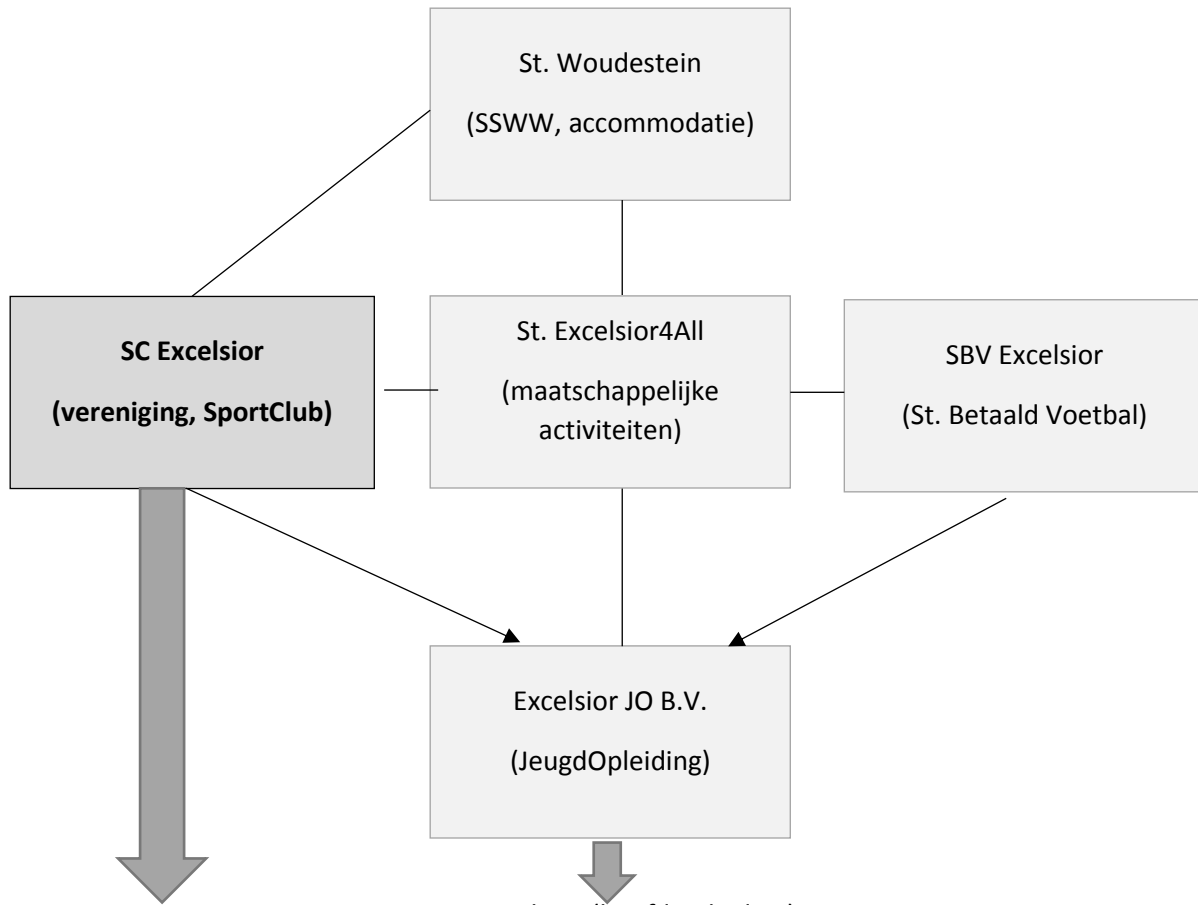 St. Woudestein
(SSWW, accommodatie)
SC Excelsior
(vereniging, SportClub)
St. Excelsior4All
(maatschappelijke
activiteiten)
SBV Excelsior
(St. Betaald Voetbal)
Excelsior JO B.V.
(JeugdOpleiding)